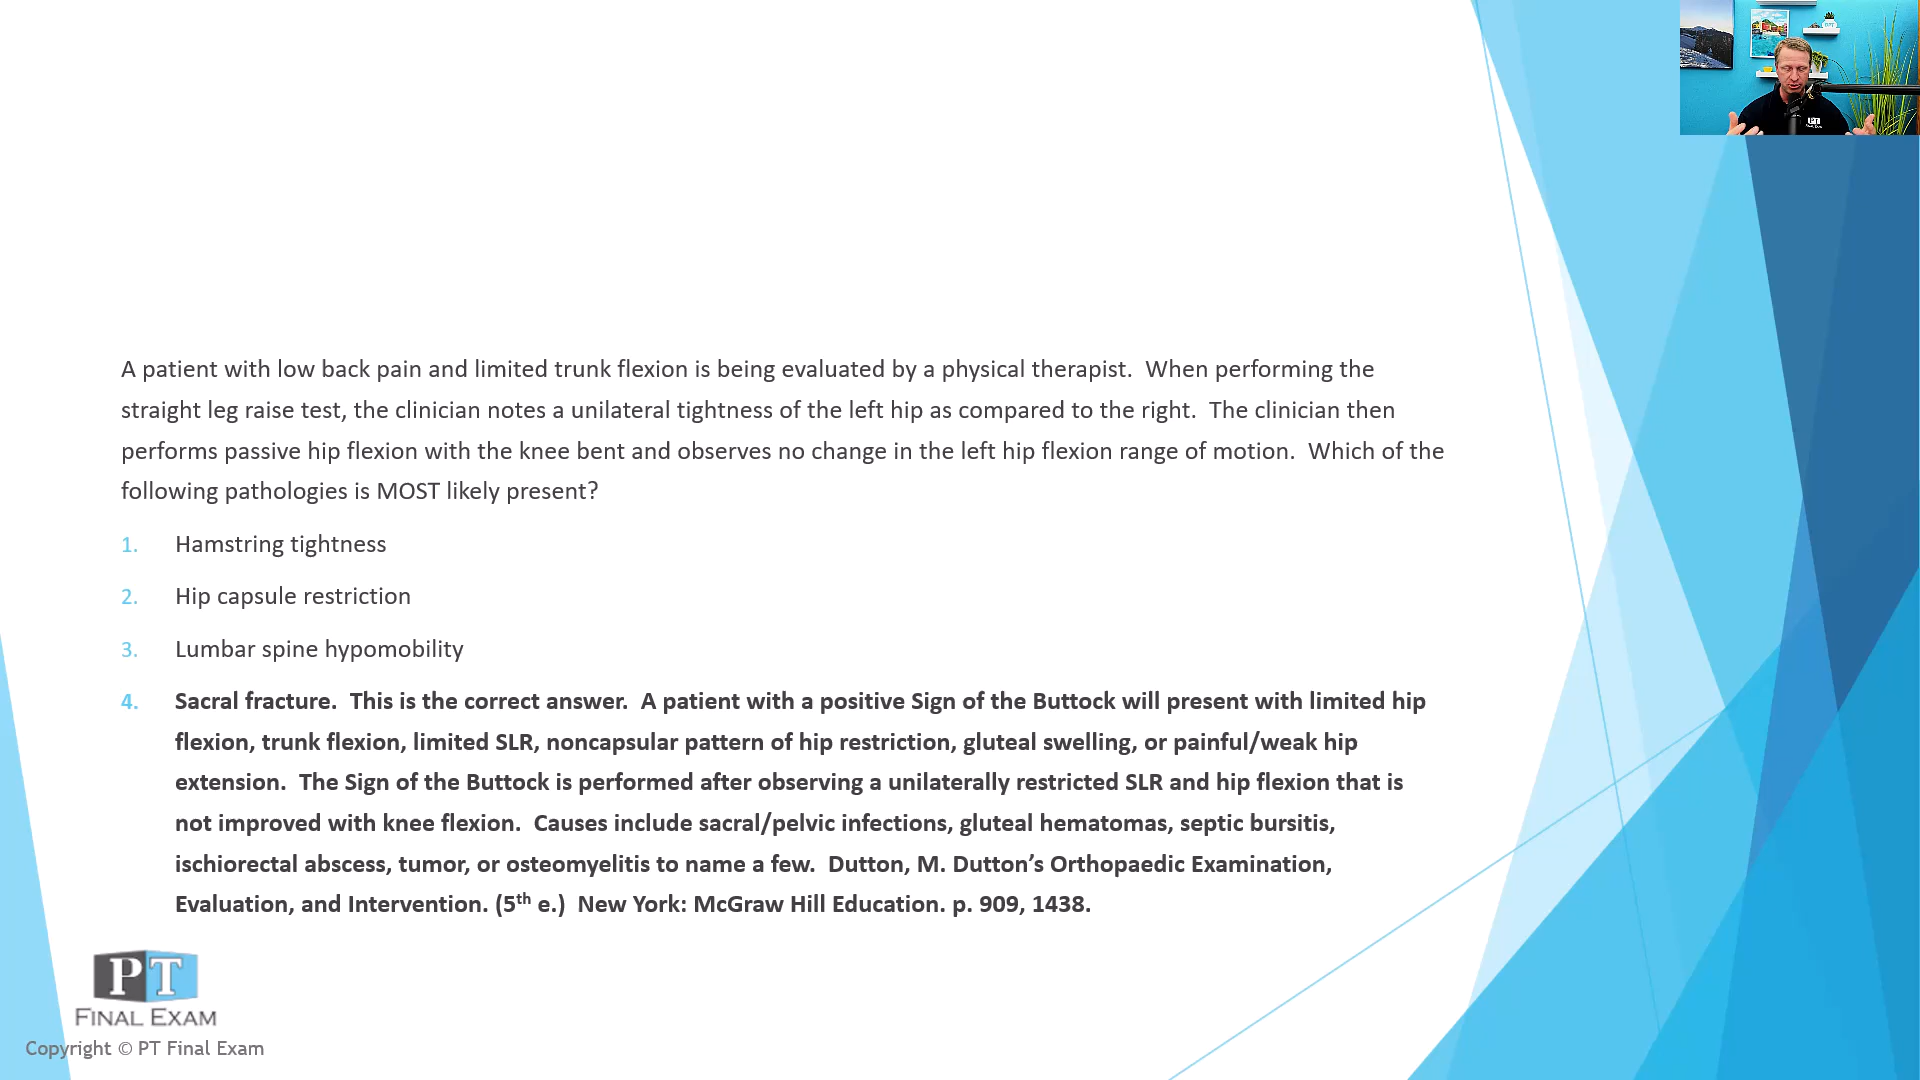 A patient with low back pain and limited trunk flexion is being evaluated by a physical therapist.  When performing the
straight leg raise test, the clinician notes a unilateral tightness of the left hip as compared to the right.  The clinician then
performs passive hip flexion with the knee bent and observes no change in the left hip flexion range of motion.  Which of the
following pathologies is MOST likely present?
1. Hamstring tightness
2. Hip capsule restriction
3. Lumbar spine hypomobility
4. Sacral fracture.  This is the correct answer.  A patient with a positive Sign of the Buttock will present with limited hip
flexion, trunk flexion, limited SLR, noncapsular pattern of hip restriction, gluteal swelling, or painful/weak hip
extension.  The Sign of the Buttock is performed after observing a unilaterally restricted SLR and hip flexion that is
not improved with knee flexion.  Causes include sacral/pelvic infections, gluteal hematomas, septic bursitis,
ischiorectal abscess, tumor, or osteomyelitis to name a few.  Dutton, M. Dutton’s Orthopaedic Examination,
Evaluation, and Intervention. (5th e.)  New York: McGraw Hill Education. p. 909, 1438.
PT
FINAL EXAM
Copyright © PT Final Exam